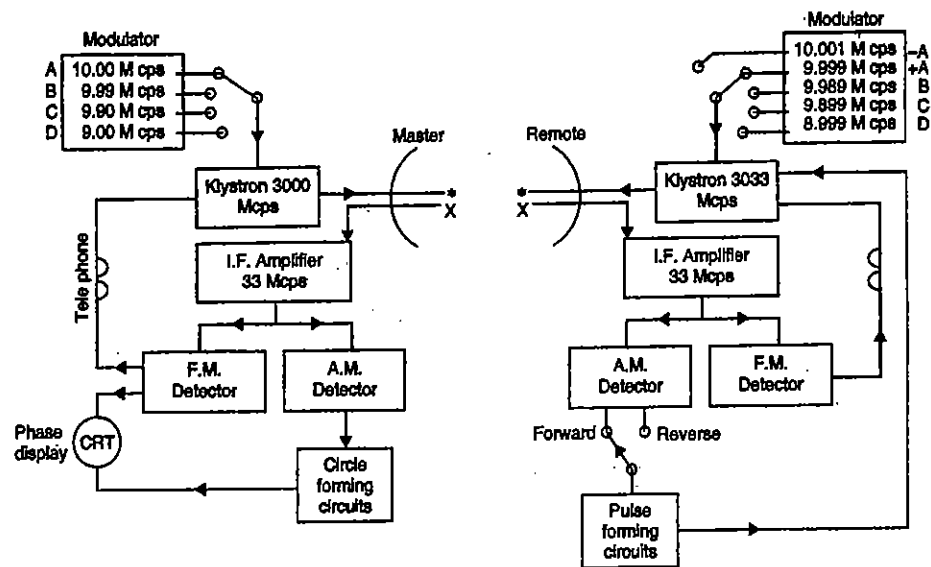 Modulator
A 10.00 M cps
B 9.99 M cps
C 9.90 M cps
D 9.00 M cps
Master
Klystron 3000
Mcps
*
X
I.F. Amplifier
33 Mcps
Tele phone
F.M.
Detector
A.M.
Detector
Phase
display
CRT
Circle
forming
circuits
Modulator
10.001 M cps –A
9.999 M cps +A
9.989 M cps B
9.899 M cps C
8.999 M cps D
Remote
Klystron 3033
Mcps
*
X
I.F. Amplifier
33 Mcps
A.M.
Detector
F.M.
Detector
Forward
Reverse
Pulse
forming
circuits